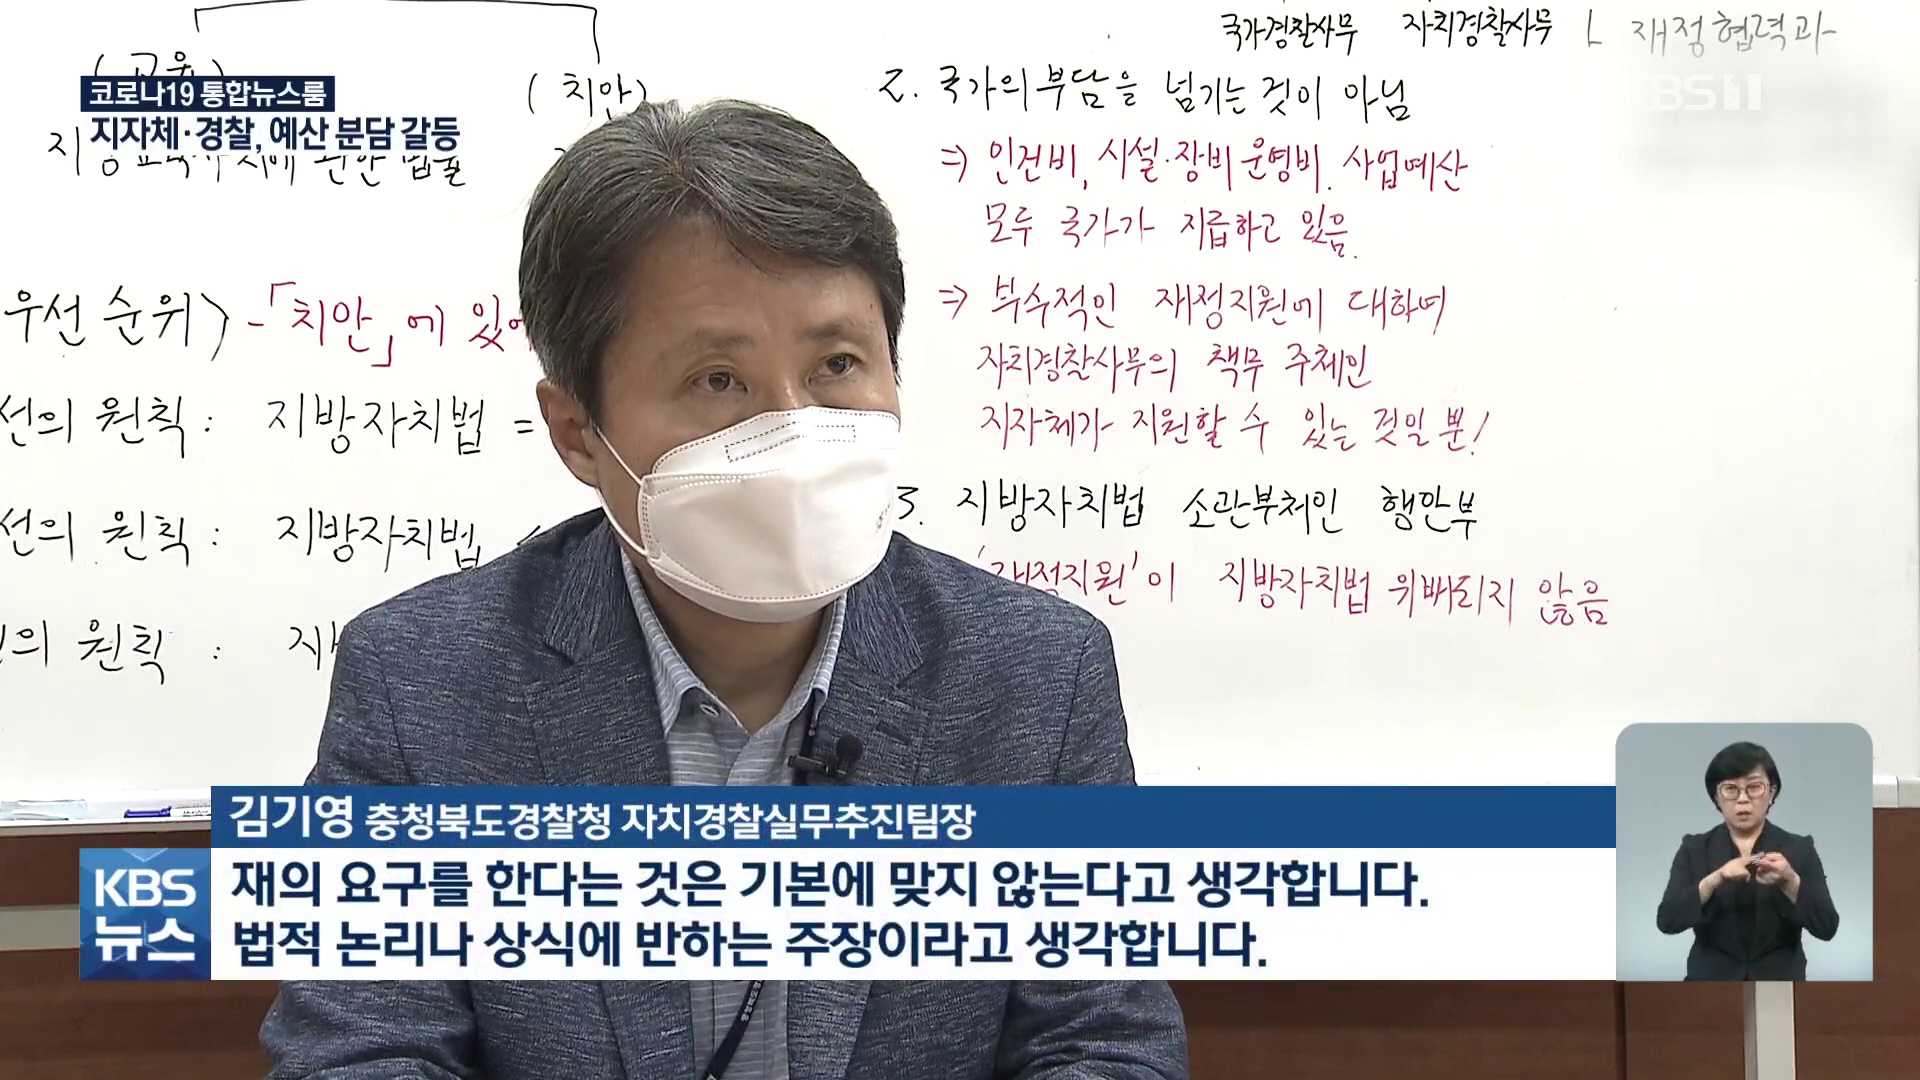 국가경찰사무 자치경찰사무 재정협력과
KBS 1
코로나19 통합뉴스룸
지자체·경찰, 예산 분담 갈등
(교육)
(치안)
2. 국가의 부담을 넘기는 것이 아님
⇒ 인건비, 시설·장비 운영비, 사업예산
모두 국가가 지급하고 있음.
⇒ 부수적인 재정지원에 대하여
자치경찰사무의 책무 주체인
지자체가 지원할 수 있는 것일 뿐!
3. 지방자치법 소관부처인 행안부
'재정지원'이 지방자치법 위배되지 않음
우선 순위) - 「치안」에 있어
선의 원칙 : 지방자치법 =
선의 원칙 : 지방자치법
의 원칙 :
김기영 충청북도경찰청 자치경찰실무추진팀장
KBS
뉴스
재의 요구를 한다는 것은 기본에 맞지 않는다고 생각합니다.
법적 논리나 상식에 반하는 주장이라고 생각합니다.